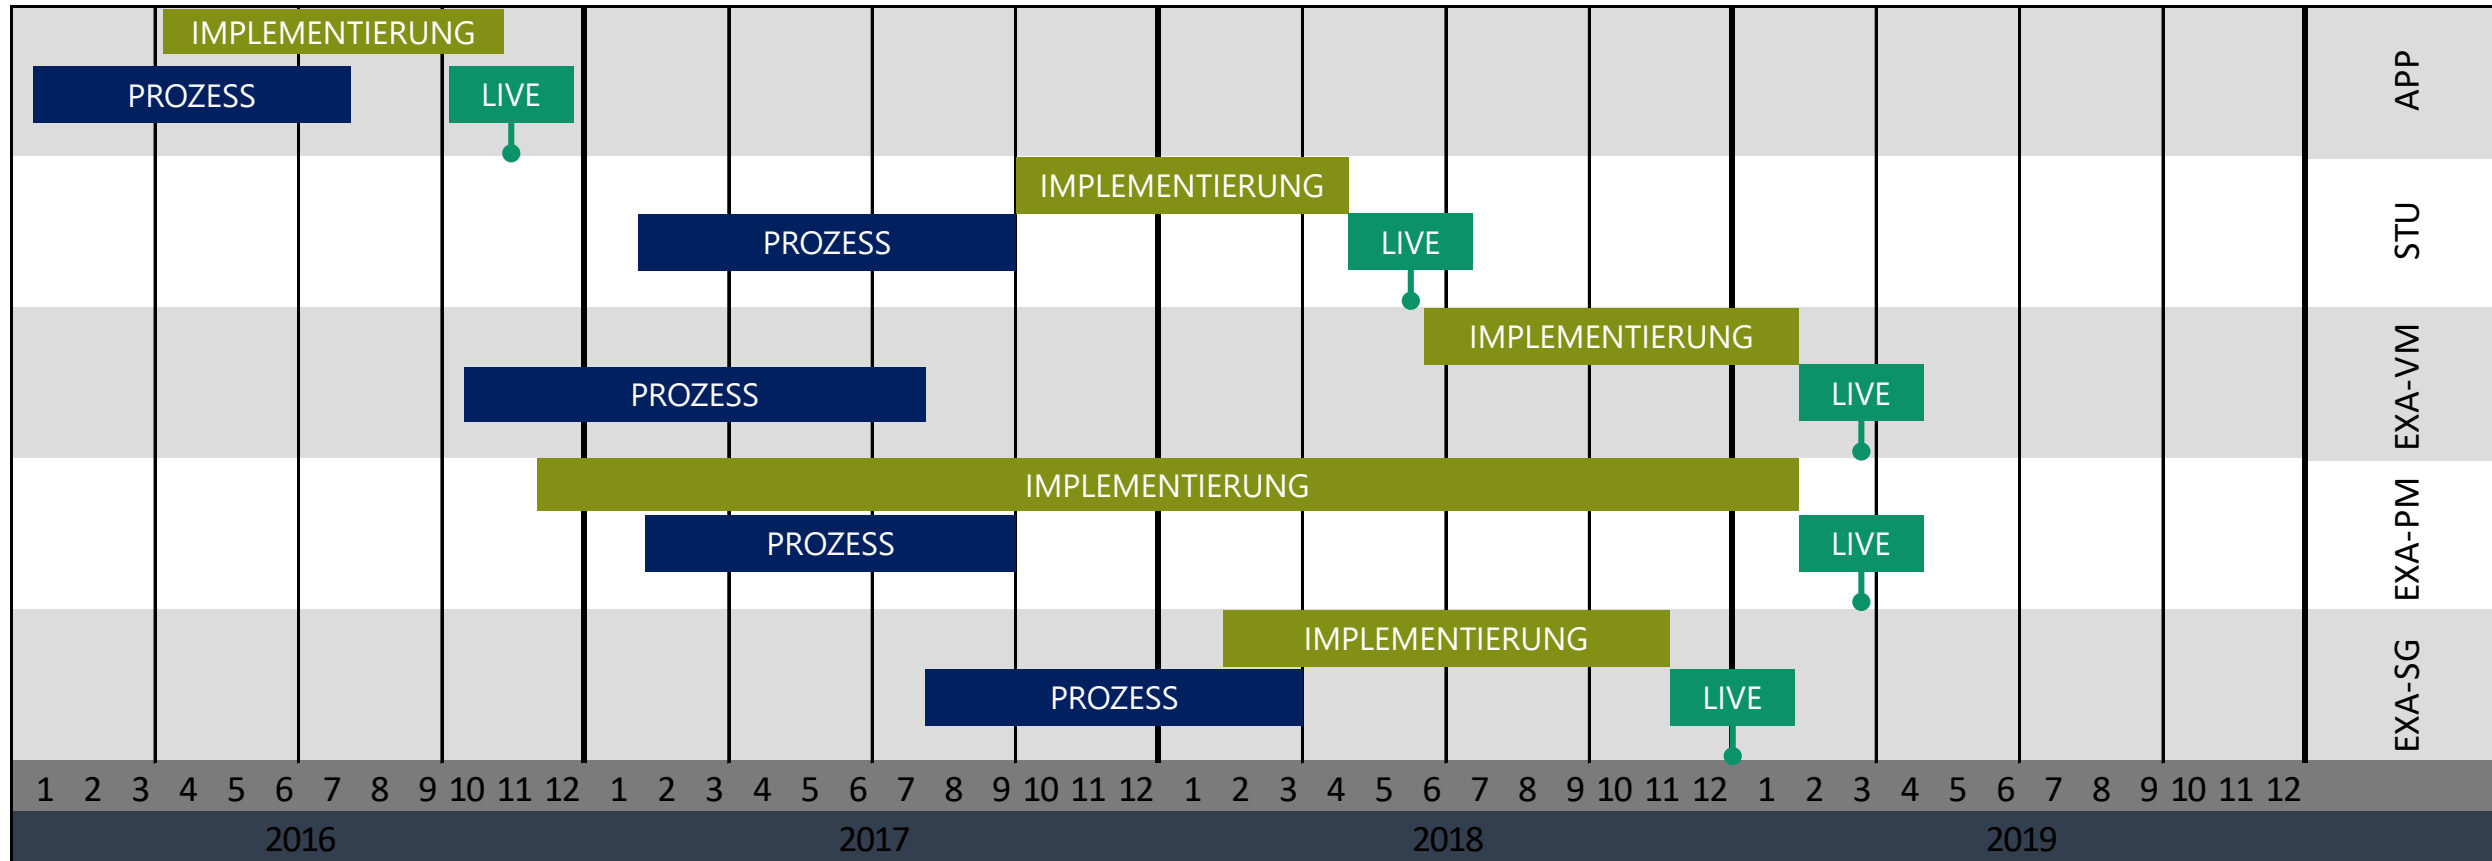 IMPLEMENTIERUNG
PROZESS LIVE
APP
IMPLEMENTIERUNG
PROZESS LIVE
STU
IMPLEMENTIERUNG
PROZESS LIVE
EXA-VM
IMPLEMENTIERUNG
PROZESS LIVE
EXA-PM
IMPLEMENTIERUNG
PROZESS LIVE
EXA-SG
1 2 3 4 5 6 7 8 9 10 11 12 1 2 3 4 5 6 7 8 9 10 11 12 1 2 3 4 5 6 7 8 9 10 11 12 1 2 3 4 5 6 7 8 9 10 11 12
2016 2017 2018 2019